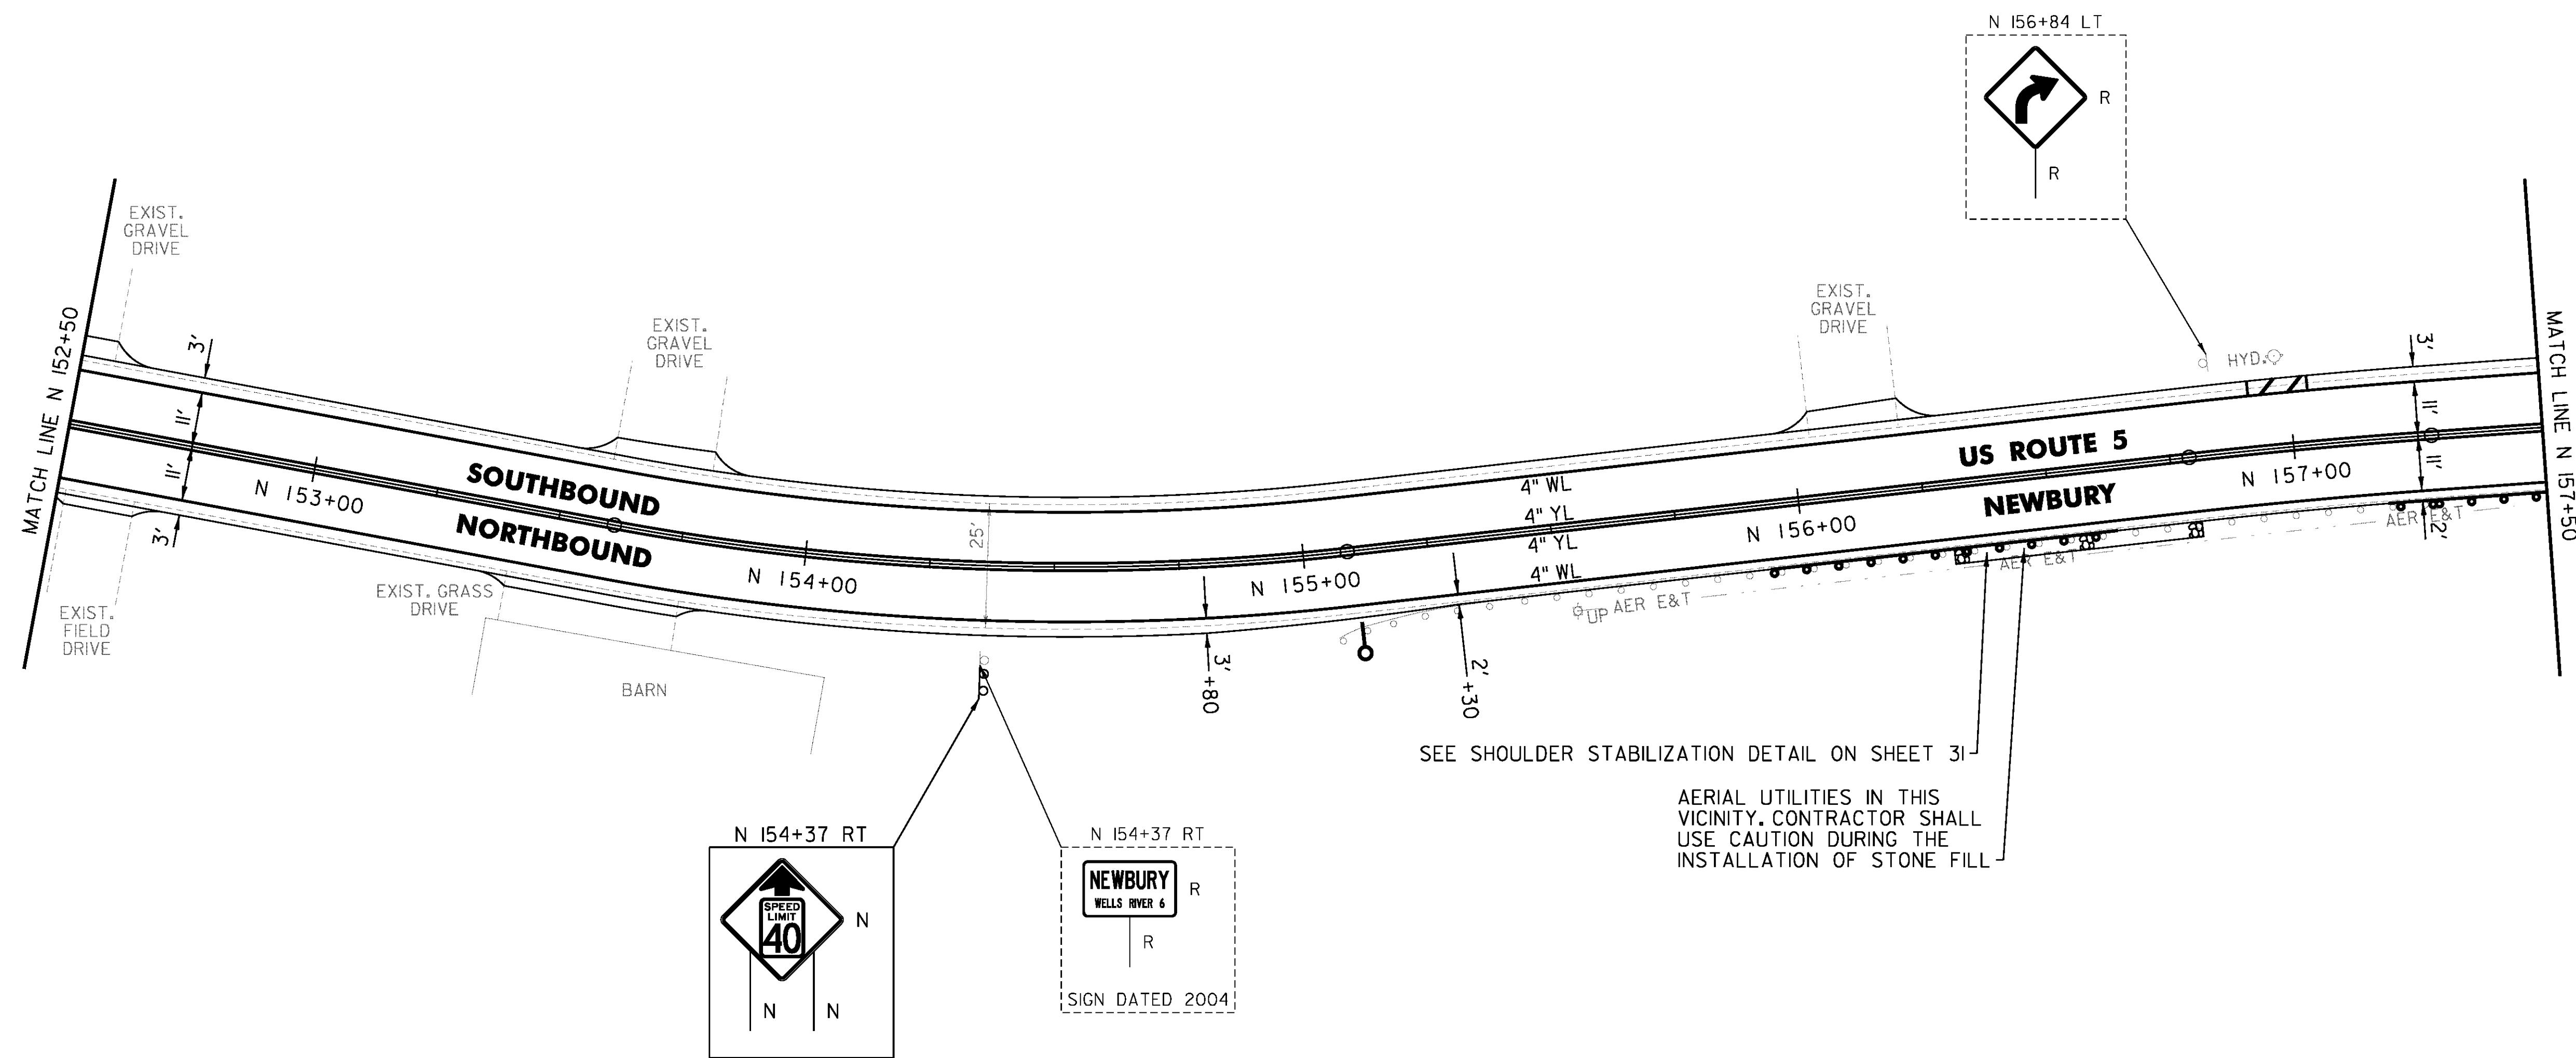 N 156+84 LT
R
R
EXIST.
GRAVEL
DRIVE
EXIST.
GRAVEL
DRIVE
EXIST.
GRAVEL
DRIVE
MATCH LINE N 152+50
MATCH LINE N 157+50
3'
11'
11'
3'
3'
11'
11'
2'
HYD.
US ROUTE 5
NEWBURY
SOUTHBOUND
NORTHBOUND
N 153+00
N 154+00
N 155+00
N 156+00
N 157+00
25'
4" WL
4" YL
4" YL
4" WL
EXIST.
FIELD
DRIVE
EXIST. GRASS
DRIVE
BARN
UP
AER E&T
AER E&T
AER E&T
3'
+80
2'
+30
SEE SHOULDER STABILIZATION DETAIL ON SHEET 31
AERIAL UTILITIES IN THIS
VICINITY. CONTRACTOR SHALL
USE CAUTION DURING THE
INSTALLATION OF STONE FILL
N 154+37 RT
SPEED
LIMIT
40
N
N
N
N 154+37 RT
NEWBURY
WELLS RIVER 6
R
R
SIGN DATED 2004